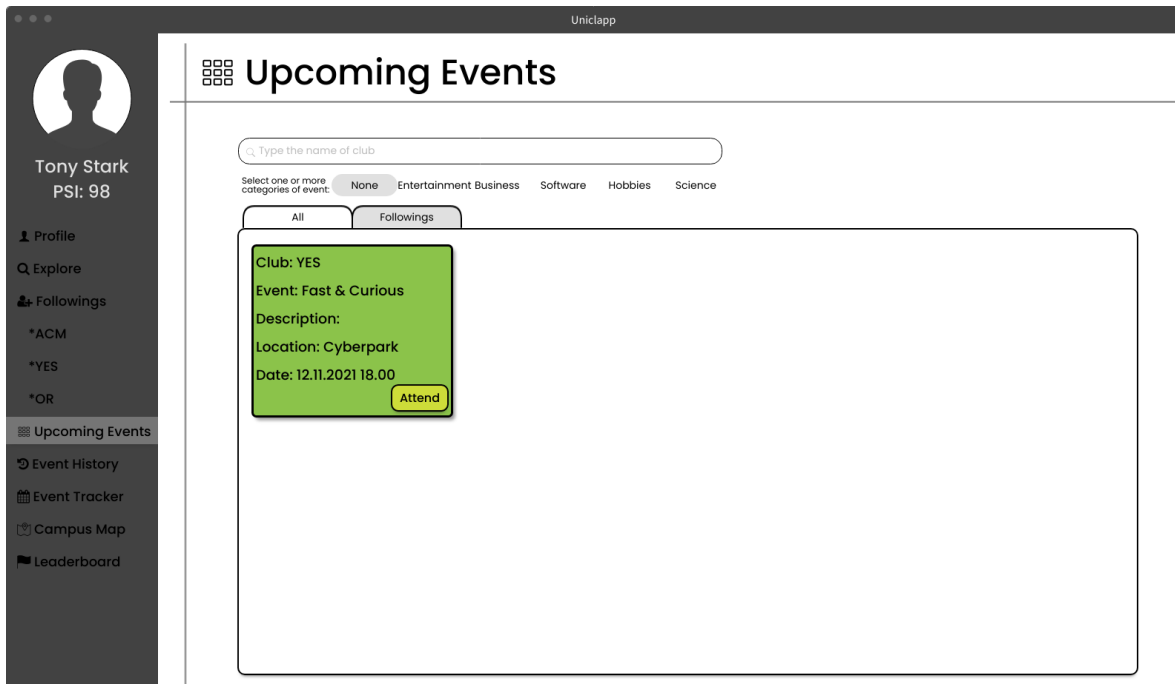 Uniclapp
Tony Stark
PSI: 98
Profile
Explore
Followings
*ACM
*YES
*OR
Upcoming Events
Event History
Event Tracker
Campus Map
Leaderboard
Upcoming Events
Type the name of club
Select one or more
categories of event:
None Entertainment Business Software Hobbies Science
All Followings
Club: YES
Event: Fast & Curious
Description:
Location: Cyberpark
Date: 12.11.2021 18.00
Attend